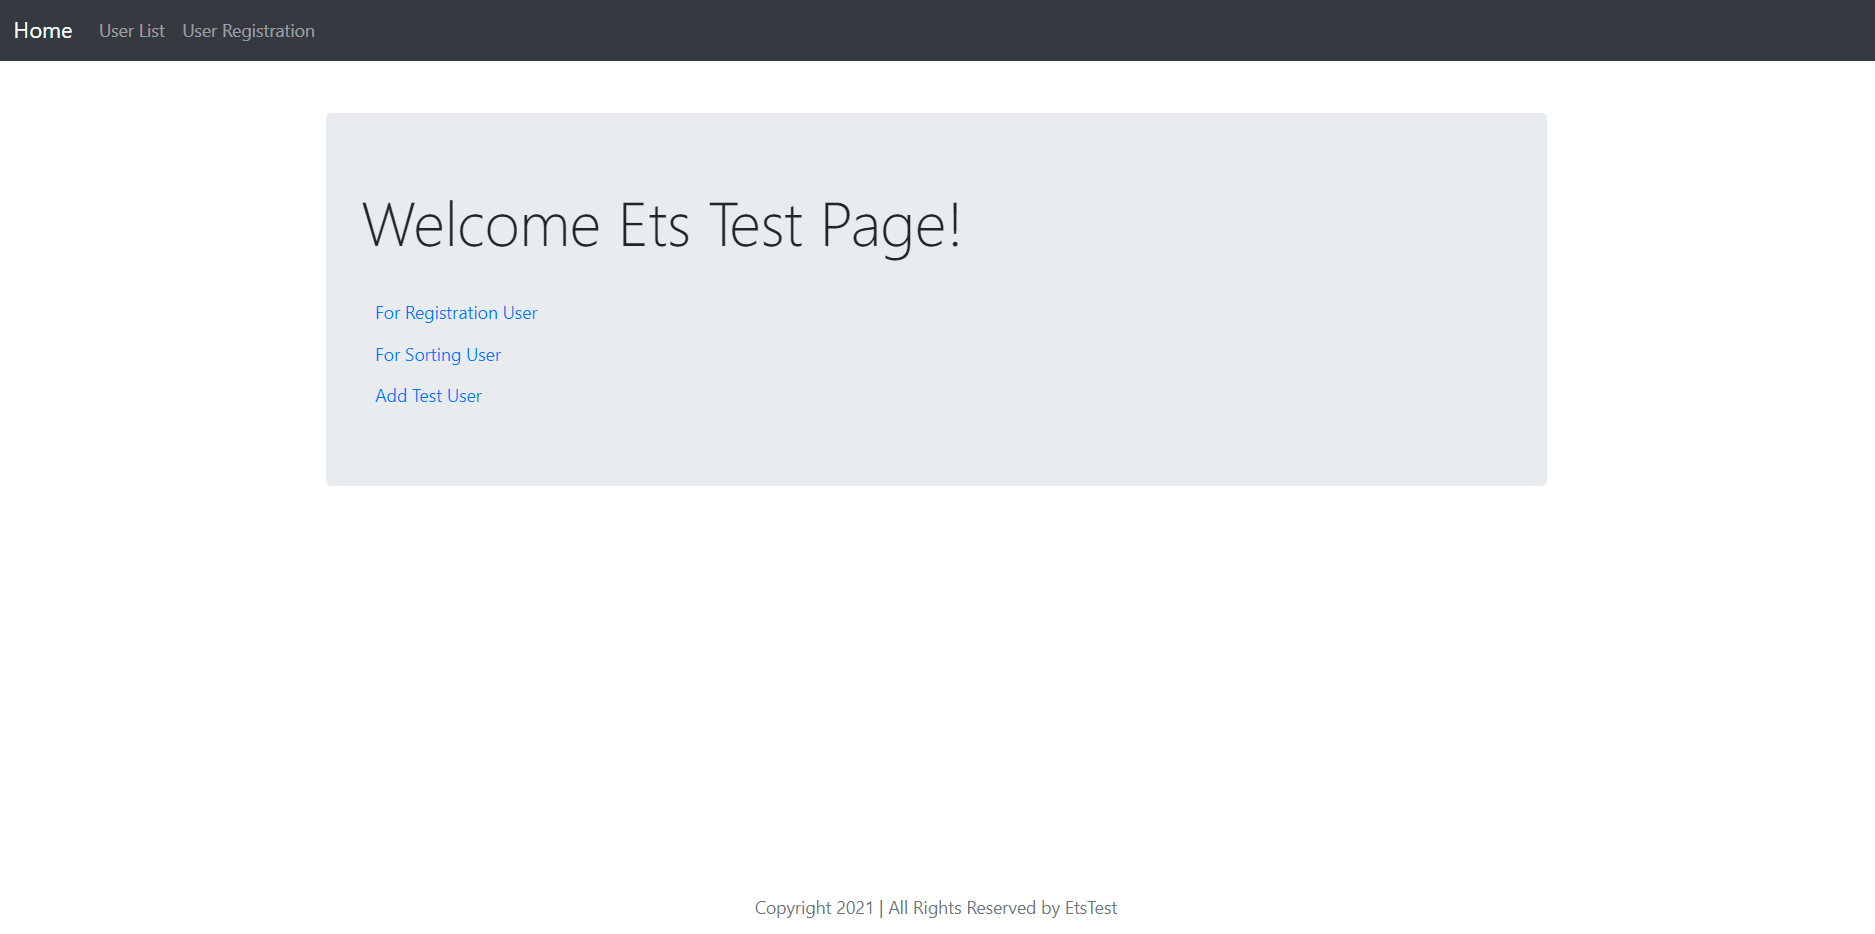 Home User List User Registration
Welcome Ets Test Page!
For Registration User
For Sorting User
Add Test User
Copyright 2021 | All Rights Reserved by EtsTest